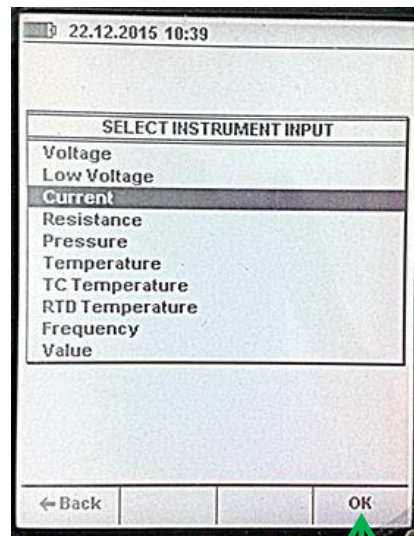 22.12.2015 10:39
SELECT INSTRUMENT INPUT
Voltage
Low Voltage
Current
Resistance
Pressure
Temperature
TC Temperature
RTD Temperature
Frequency
Value
←Back OK